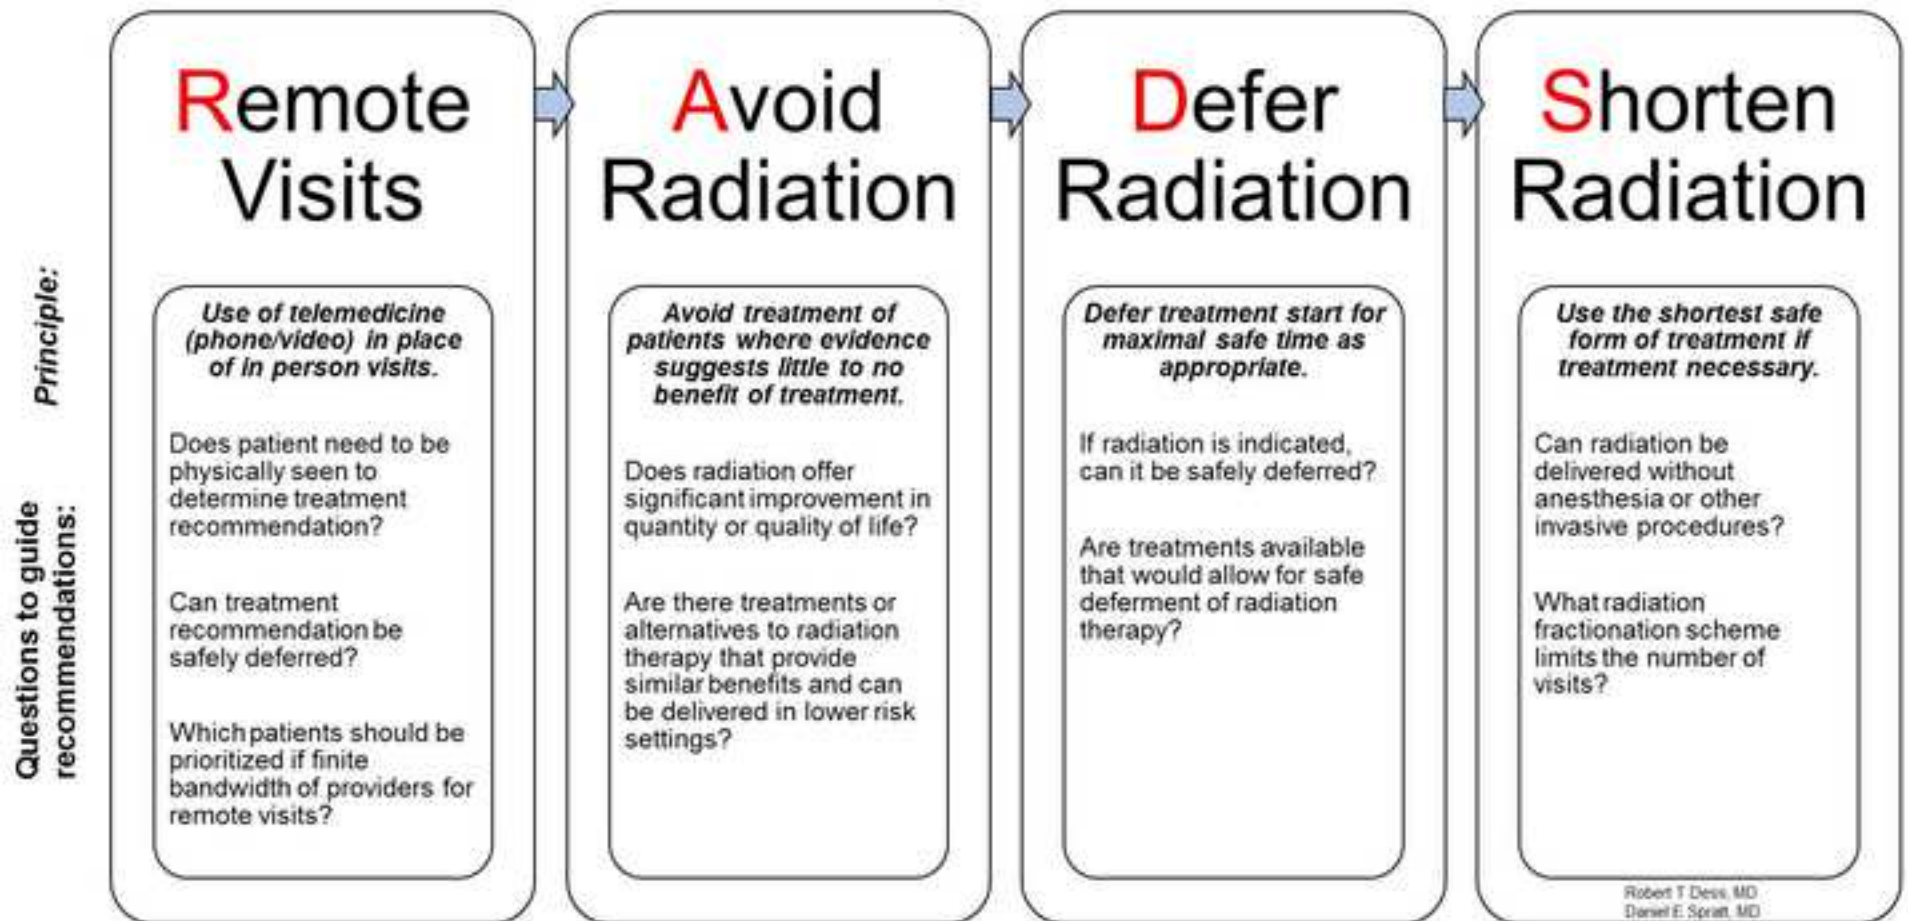 Remote
Visits
Avoid
Radiation
Defer
Radiation
Shorten
Radiation
Principle:
Use of telemedicine
(phone/video) in place
of in person visits.
Avoid treatment of
patients where evidence
suggests little to no
benefit of treatment.
Defer treatment start for
maximal safe time as
appropriate.
Use the shortest safe
form of treatment if
treatment necessary.
Questions to guide
recommendations:
Does patient need to be
physically seen to
determine treatment
recommendation?
Can treatment
recommendation be
safely deferred?
Which patients should be
prioritized if finite
bandwidth of providers for
remote visits?
Does radiation offer
significant improvement in
quantity or quality of life?
Are there treatments or
alternatives to radiation
therapy that provide
similar benefits and can
be delivered in lower risk
settings?
If radiation is indicated,
can it be safely deferred?
Are treatments available
that would allow for safe
deferment of radiation
therapy?
Can radiation be
delivered without
anesthesia or other
invasive procedures?
What radiation
fractionation scheme
limits the number of
visits?
Robert T Dess, MD
Daniel E Spratt, MD